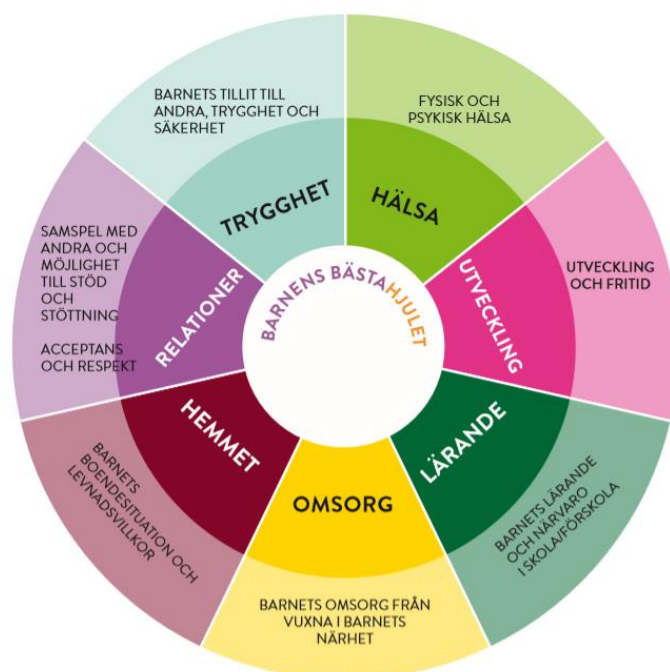 BARNENS BÄSTAHJULET
HÄLSA
FYSISK OCH
PSYKISK HÄLSA
UTVECKLING
UTVECKLING
OCH FRITID
LÄRANDE
BARNETS LÄRANDE
OCH NÄRVARO
I SKOLA/FÖRSKOLA
OMSORG
BARNETS OMSORG FRÅN
VUXNA I BARNETS
NÄRHET
HEMMET
BARNETS
BOENDESITUATION OCH
LEVNADSVILLKOR
RELATIONER
SAMSPEL MED
ANDRA OCH
MÖJLIGHET
TILL STÖD
OCH
STÖTTNING
ACCEPTANS
OCH RESPEKT
TRYGGHET
BARNETS TILLIT TILL
ANDRA, TRYGGHET OCH
SÄKERHET